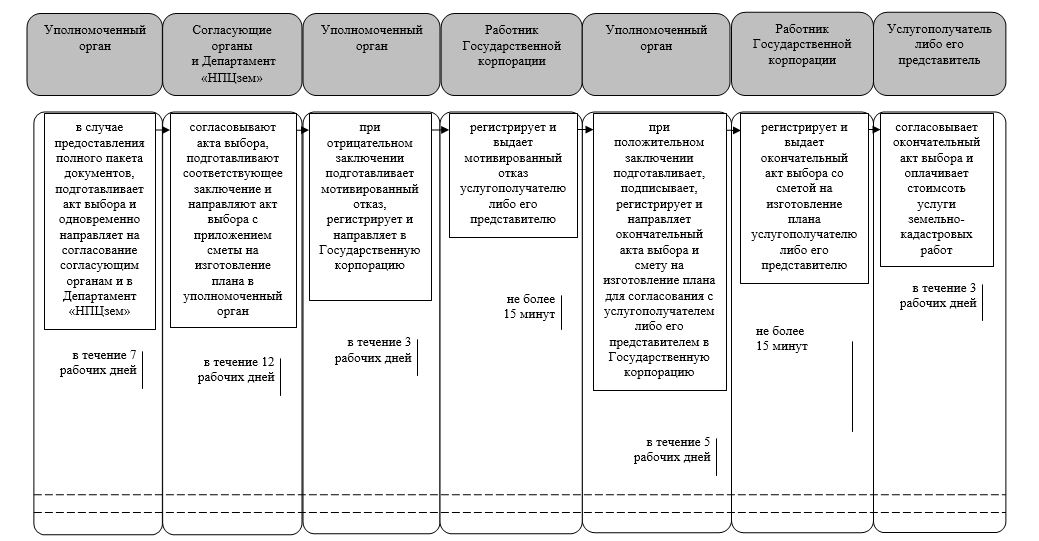 Уполномоченный
орган
Согласующие
органы
и Департамент
«НПЦзем»
Уполномоченный
орган
Работник
Государственной
корпорации
Уполномоченный
орган
Работник
Государственной
корпорации
Услугополучатель
либо его
представитель
в случае
предоставления
полного пакета
документов,
подготавливает
акт выбора и
одновременно
направляет на
согласование
согласующим
органам и в
Департамент
«НПЦзем»
в течение 7
рабочих дней
согласовывают
акта выбора,
подготавливают
соответствующее
заключение и
направляют акт
выбора с
приложением
сметы на
изготовление
плана в
уполномоченный
орган
в течение 12
рабочих дней
при
отрицательном
заключении
подготавливает
мотивированный
отказ,
регистрирует и
направляет в
Государственную
корпорацию
в течение 3
рабочих дней
регистрирует и
выдает
мотивированный
отказ
услугополучателю
либо его
представителю
не более
15 минут
при
положительном
заключении
подготавливает,
подписывает,
регистрирует и
направляет
окончательный
акта выбора и
смету на
изготовление плана
для согласования с
услугополучателем
либо его
представителем в
Государственную
корпорацию
в течение 5
рабочих дней
регистрирует и
выдает
окончательный
акт выбора со
сметой на
изготовление
плана
услугополучателю
либо его
представителю
не более
15 минут
согласовывает
окончательный
акт выбора и
оплачивает
стоимсоть
услуги
земельно-
кадастровых
работ
в течение 3
рабочих дней